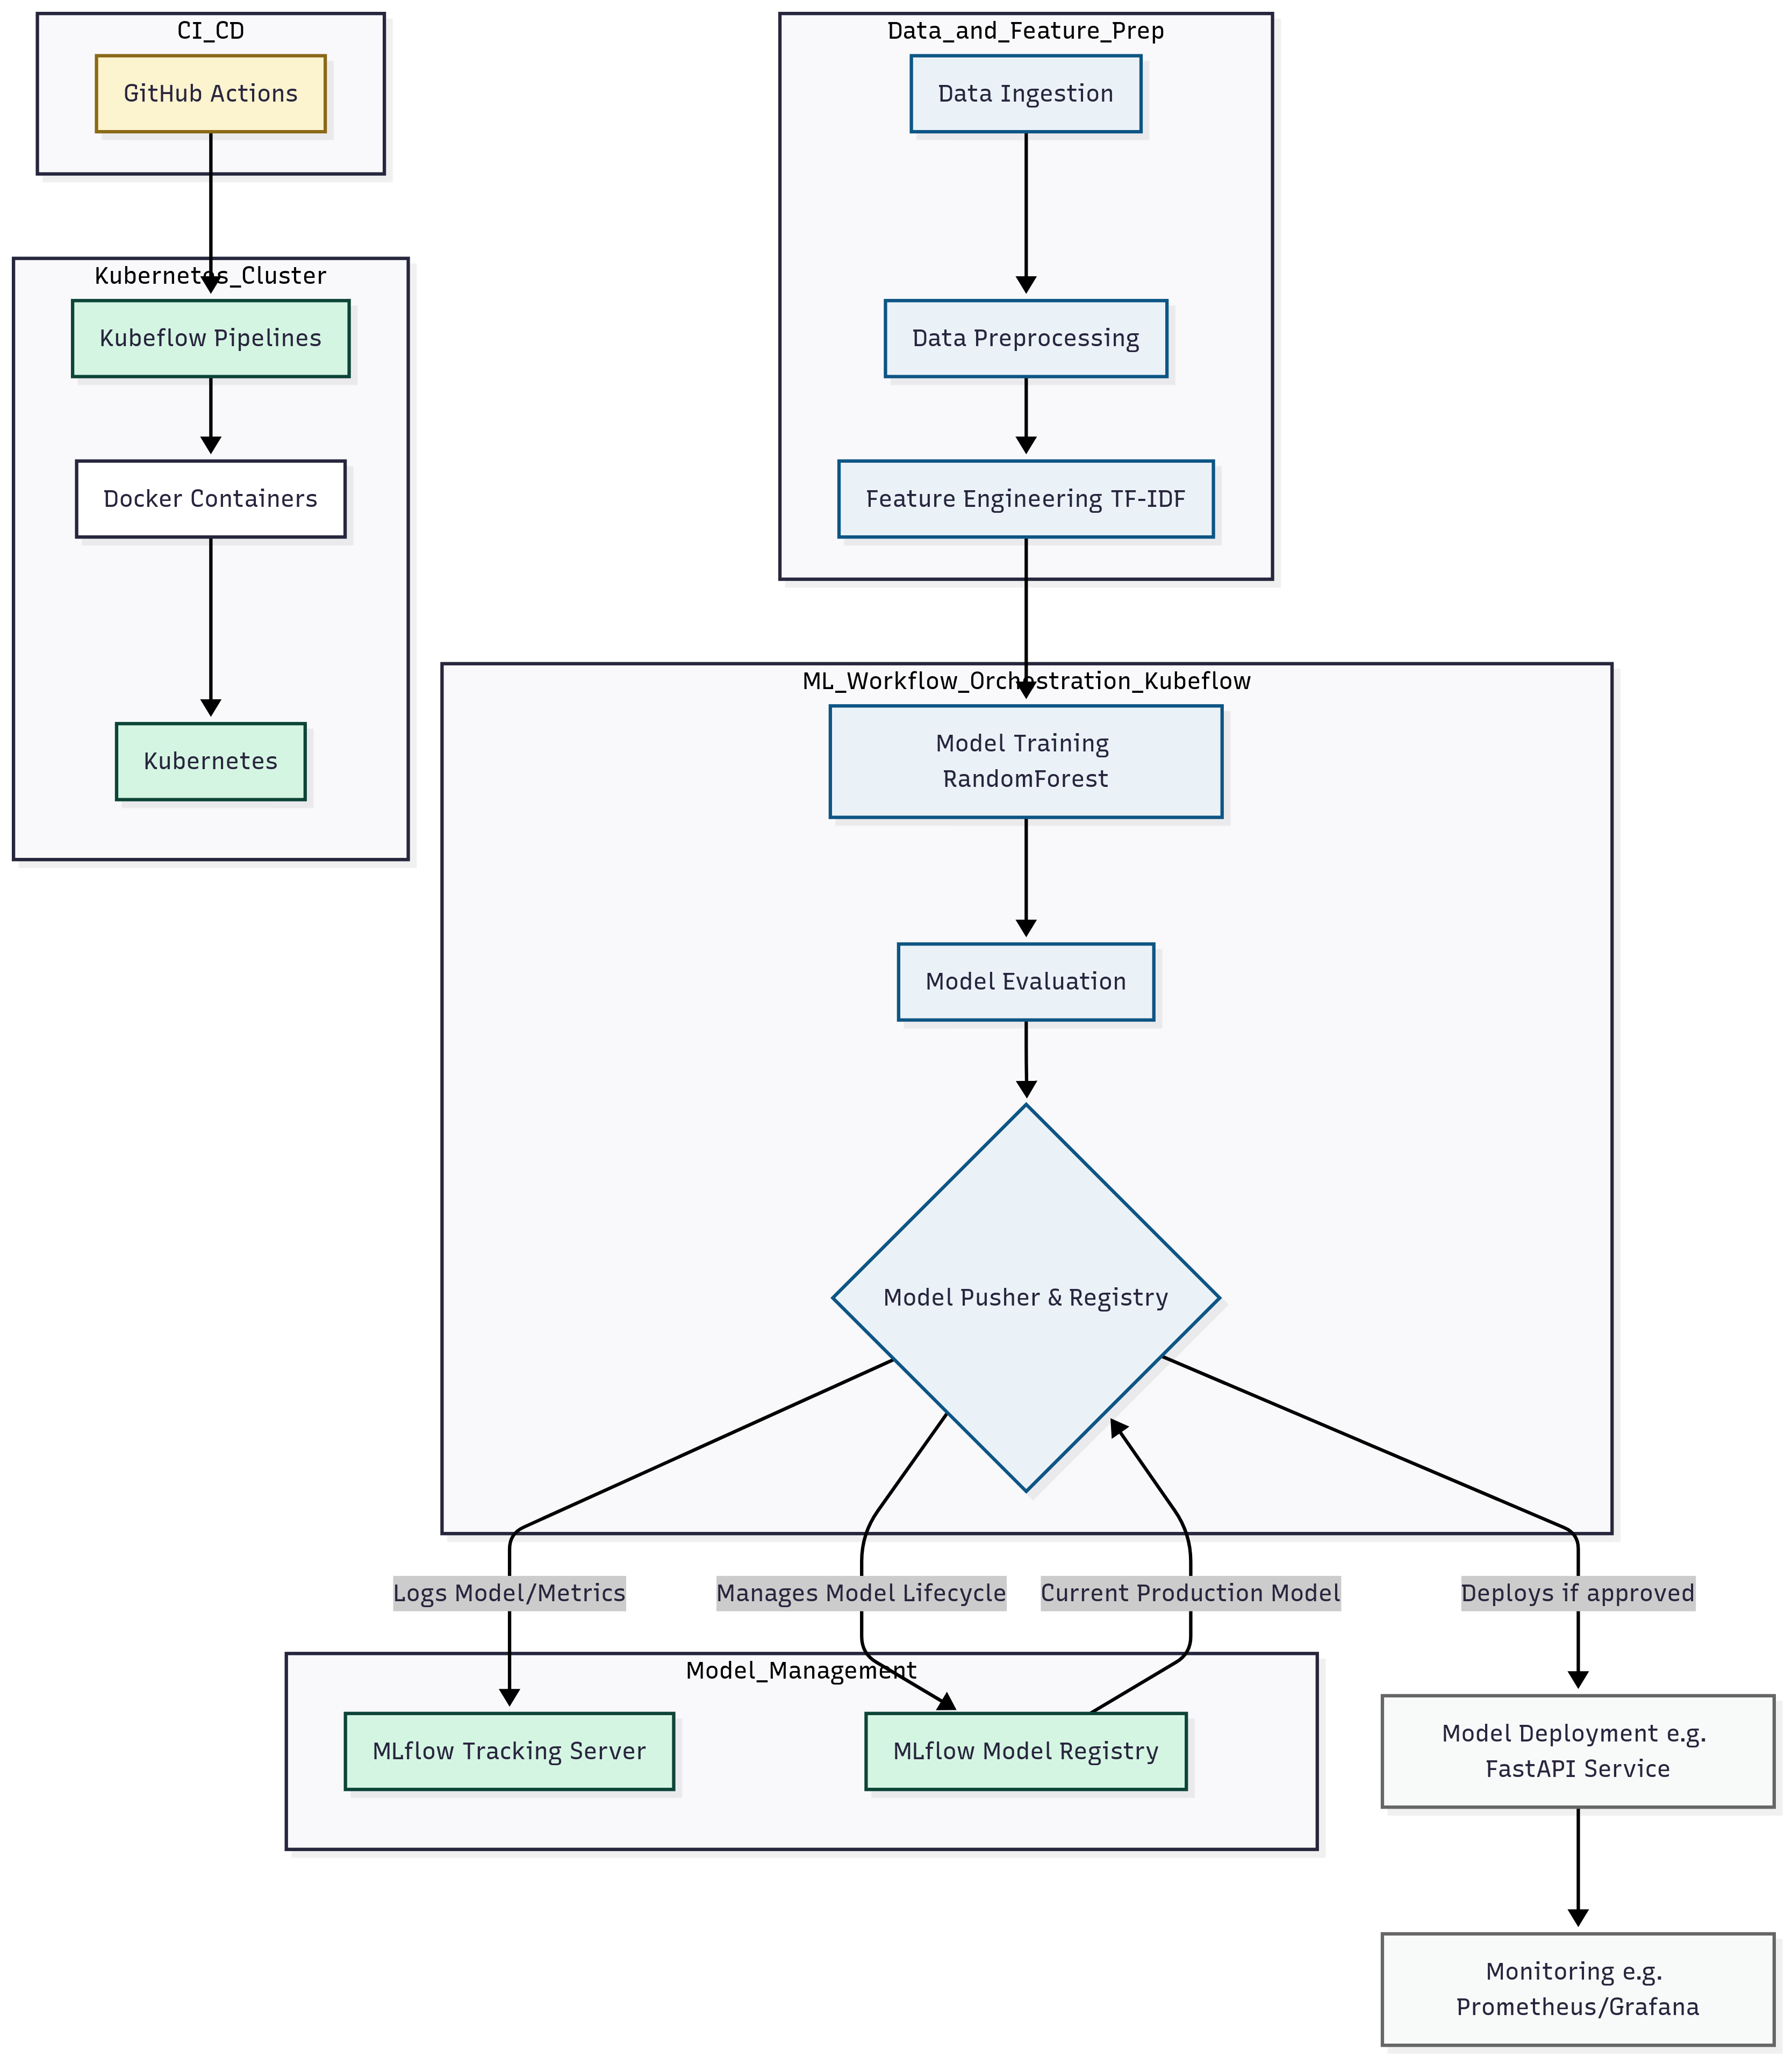 CI_CD
GitHub Actions
Kubernetes_Cluster
Kubeflow Pipelines
Docker Containers
Kubernetes
Data_and_Feature_Prep
Data Ingestion
Data Preprocessing
Feature Engineering TF-IDF
ML_Workflow_Orchestration_Kubeflow
Model Training
RandomForest
Model Evaluation
Model Pusher & Registry
Logs Model/Metrics
Manages Model Lifecycle
Current Production Model
Deploys if approved
Model_Management
MLflow Tracking Server
MLflow Model Registry
Model Deployment e.g.
FastAPI Service
Monitoring e.g.
Prometheus/Grafana